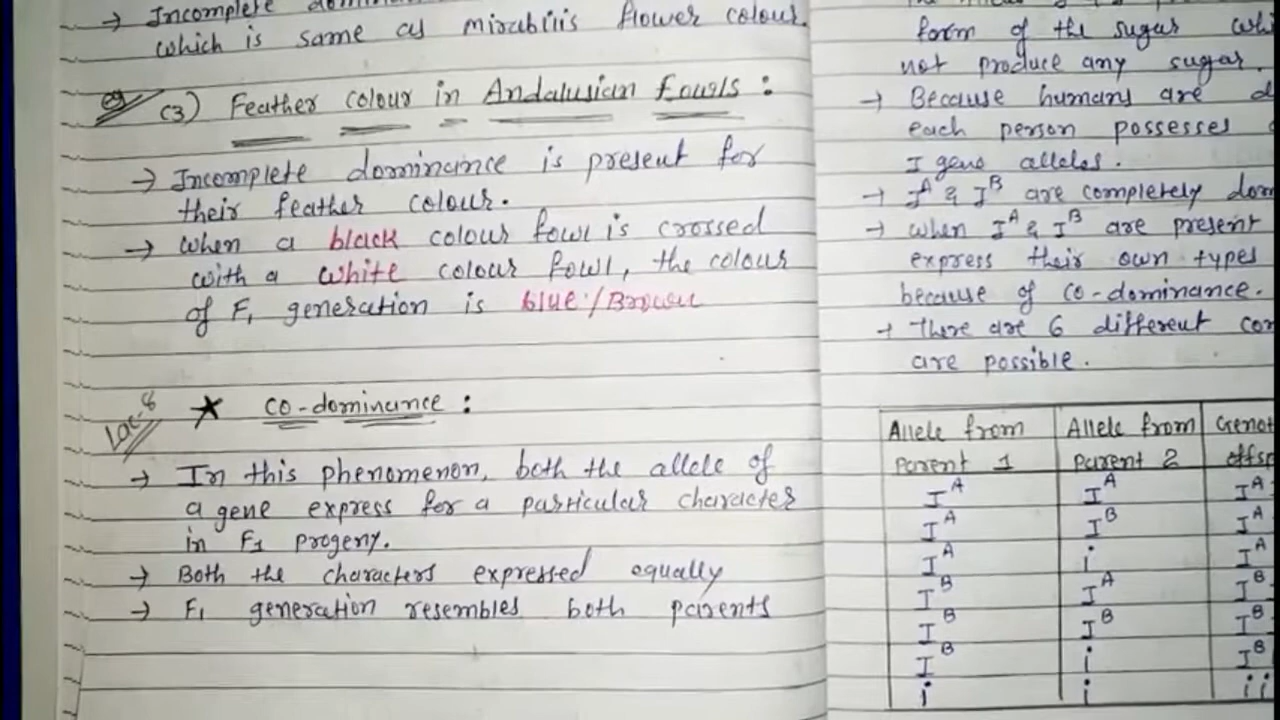 → Incomplete
which is same as mirabilis flower colour.
eg (3) Feather colour in Andalusian Fowls :
→ Incomplete dominance is present for
their feather colour.
→ when a black colour fowl is crossed
with a white colour fowl, the colour
of F1 generation is blue/Brown
Lac-8 ★ co-dominance :
→ In this phenomenon, both the allele of
a gene express for a particular character
in F1 progeny.
→ Both the characters expressed equally
→ F1 generation resembles both parents
form of the sugar
not produce any sugar.
→ Because humans are
each person possesses
I gene alleles.
→ I^A & I^B are completely
→ when I^A & I^B are present
express their own types
because of co-dominance.
→ There are 6 different
are possible.
Allele from Allele from
parent 1 parent 2
I^A I^A I^A
I^A I^B I^A
I^A i I^A
I^B I^A I^B
I^B I^B I^B
I^B i I^B
i i ii